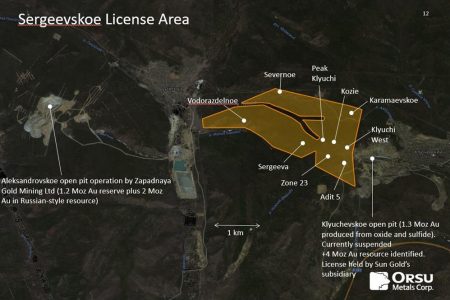 Sergeevskoe License Area
12
Peak
Klyuchi
Severnoe
Kozie
Karamaevskoe
Vodorazdelnoe
Klyuchi
West
Sergeeva
Zone 23
Adit 5
Aleksandrovskoe open pit operation by Zapadnaya
Gold Mining Ltd (1.2 Moz Au reserve plus 2 Moz
Au in Russian-style resource)
1 km
Klyuchevskoe open pit (1.3 Moz Au
produced from oxide and sulfide).
Currently suspended
+4 Moz Au resource identified.
License held by Sun Gold's
subsidiary
ORSU
METALS CORP.